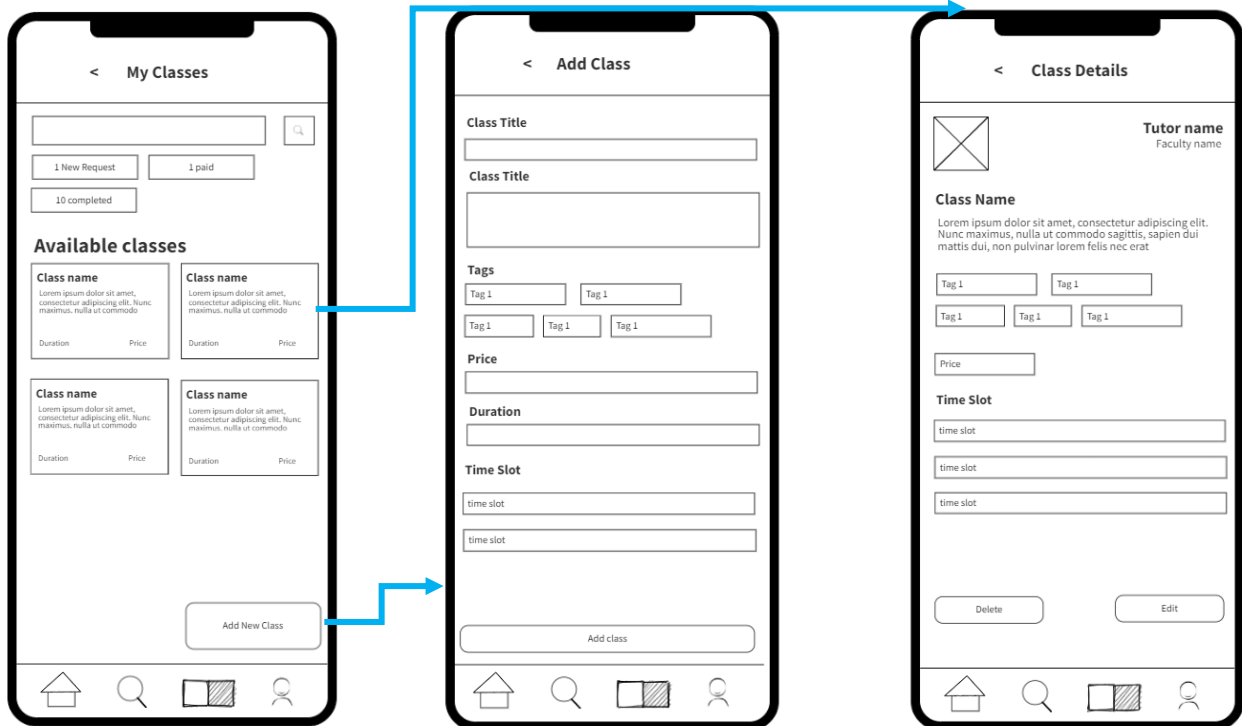 < My Classes
1 New Request
1 paid
10 completed
Available classes
Class name
Lorem ipsum dolor sit amet,
consectetur adipiscing elit. Nunc
maximus. nulla ut commodo
Duration Price
Class name
Lorem ipsum dolor sit amet,
consectetur adipiscing elit. Nunc
maximus. nulla ut commodo
Duration Price
Class name
Lorem ipsum dolor sit amet,
consectetur adipiscing elit. Nunc
maximus. nulla ut commodo
Duration Price
Class name
Lorem ipsum dolor sit amet,
consectetur adipiscing elit. Nunc
maximus. nulla ut commodo
Duration Price
Add New Class
< Add Class
Class Title
Class Title
Tags
Tag 1 Tag 1
Tag 1 Tag 1 Tag 1
Price
Duration
Time Slot
time slot
time slot
Add class
< Class Details
Tutor name
Faculty name
Class Name
Lorem ipsum dolor sit amet, consectetur adipiscing elit.
Nunc maximus, nulla ut commodo sagittis, sapien dui
mattis dui, non pulvinar lorem felis nec erat
Tag 1 Tag 1
Tag 1 Tag 1 Tag 1
Price
Time Slot
time slot
time slot
time slot
Delete Edit